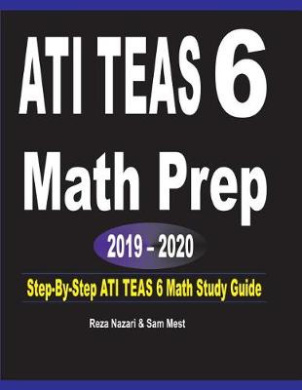 ATI TEAS 6
Math Prep
2019 – 2020
Step-By-Step ATI TEAS 6 Math Study Guide
Reza Nazari & Sam Mest